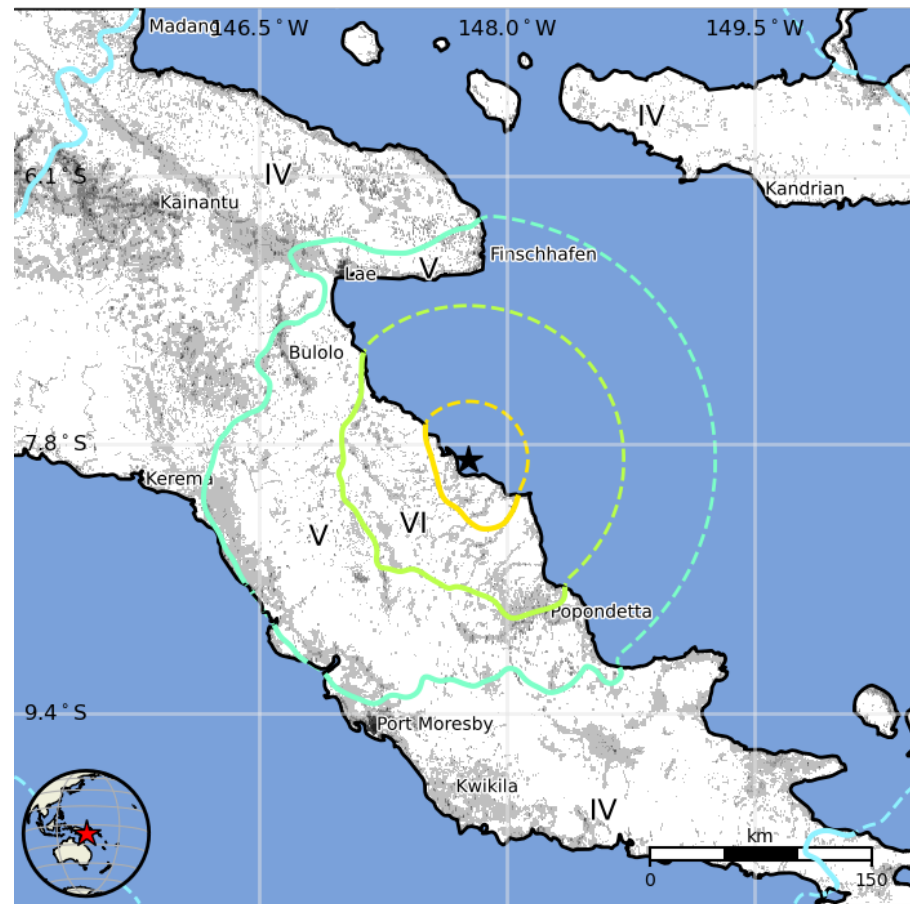 Madang
146.5°W
148.0°W
149.5°W
IV
6.1°S
IV
Kandrian
Kainantu
Finschhafen
V
Lae
Bulolo
7.8°S
Kerema
VI
V
Popondetta
9.4°S
Port Moresby
Kwikila
IV
km
0
150